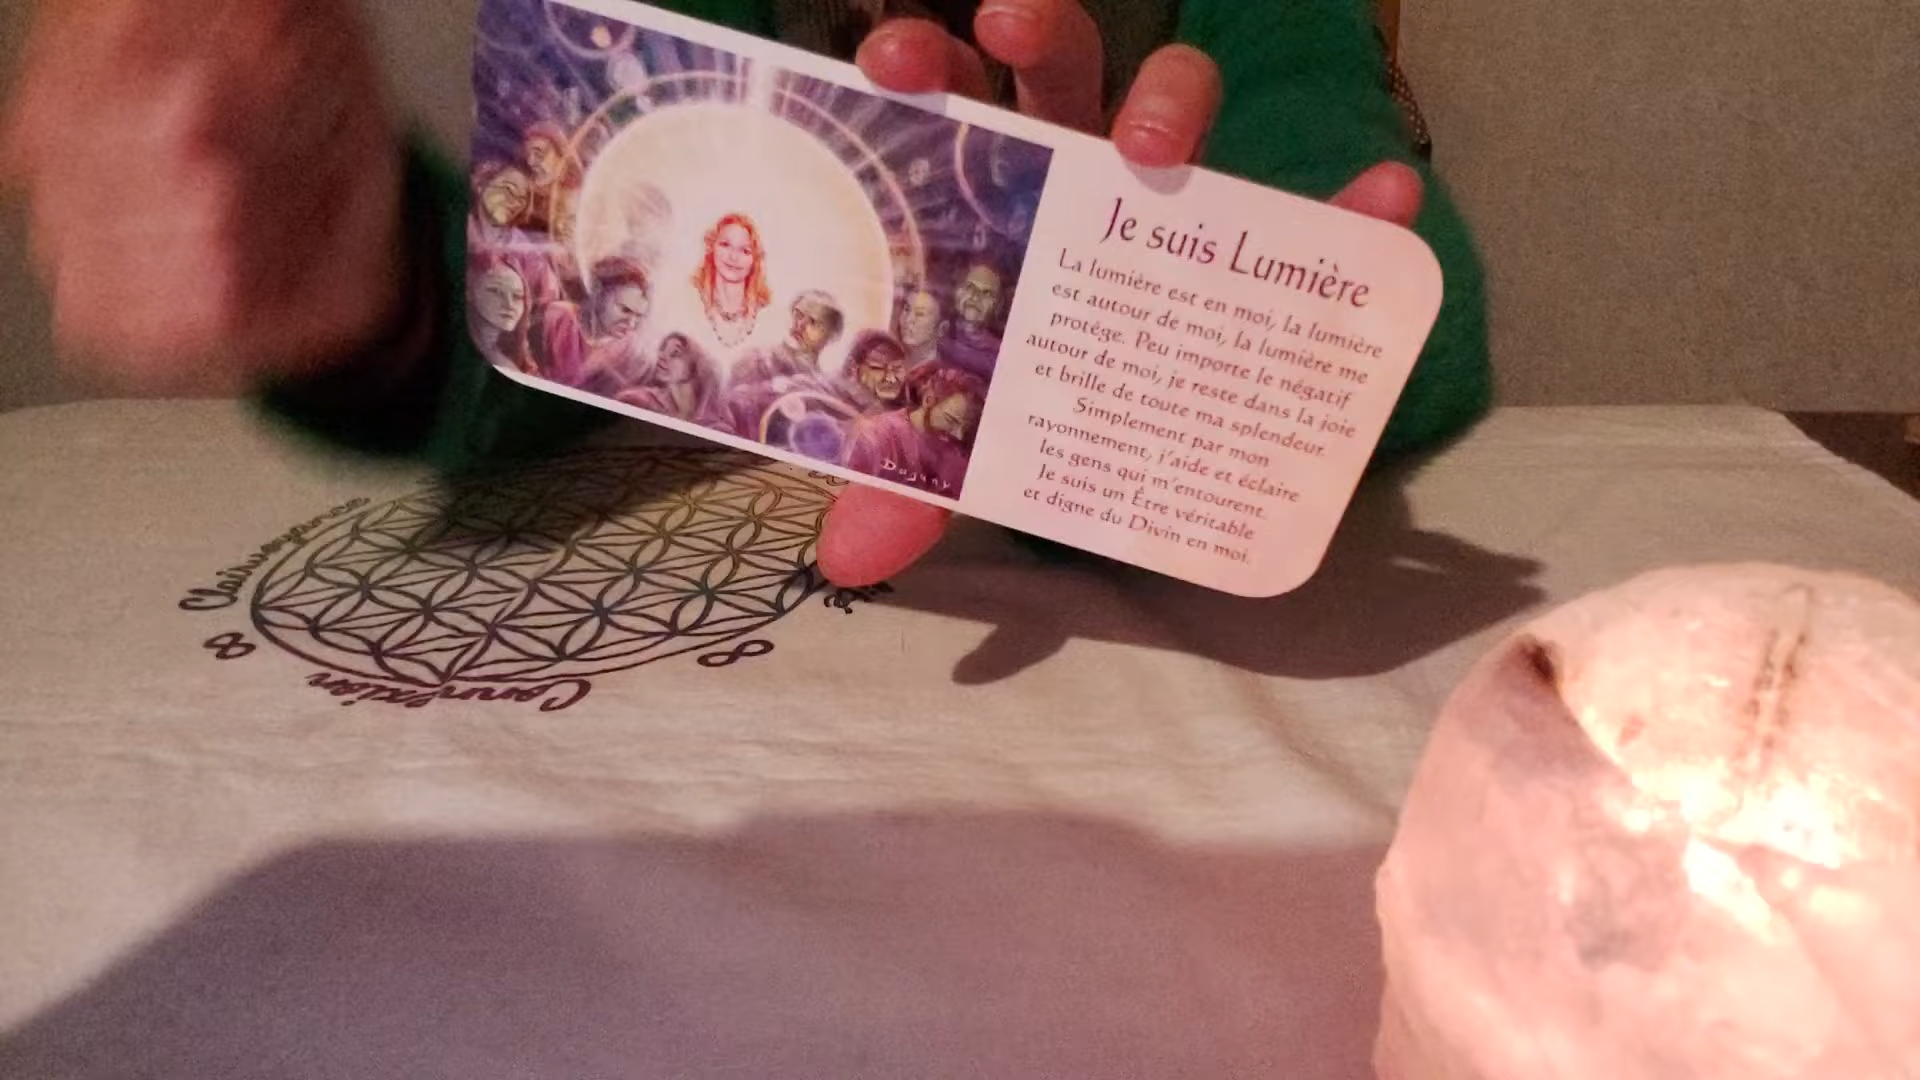 Je suis Lumière
La lumière est en moi, la lumière
est autour de moi, la lumière me
protége. Peu importe le négatif
autour de moi, je reste dans la joie
et brille de toute ma splendeur.
Simplement par mon
rayonnement, j'aide et éclaire
les gens qui m'entourent.
Je suis un Être véritable
et digne du Divin en moi.
Dujany
Clairvoyance
Connexion